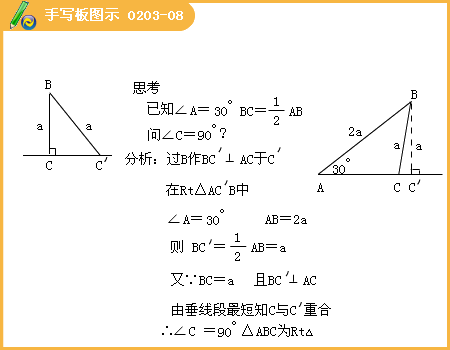 手写板图示 0203-08
思考
已知∠A=30° BC=1/2 AB
问∠C=90°?
分析:过B作BC′⊥AC于C′
在Rt△AC′B中
∠A=30° AB=2a
则 BC′=1/2 AB=a
又∵BC=a 且BC′⊥AC
由垂线段最短知C与C′重合
∴∠C =90° △ABC为Rt△
B
a a
C C′
B
2a a a
30°
A C C′